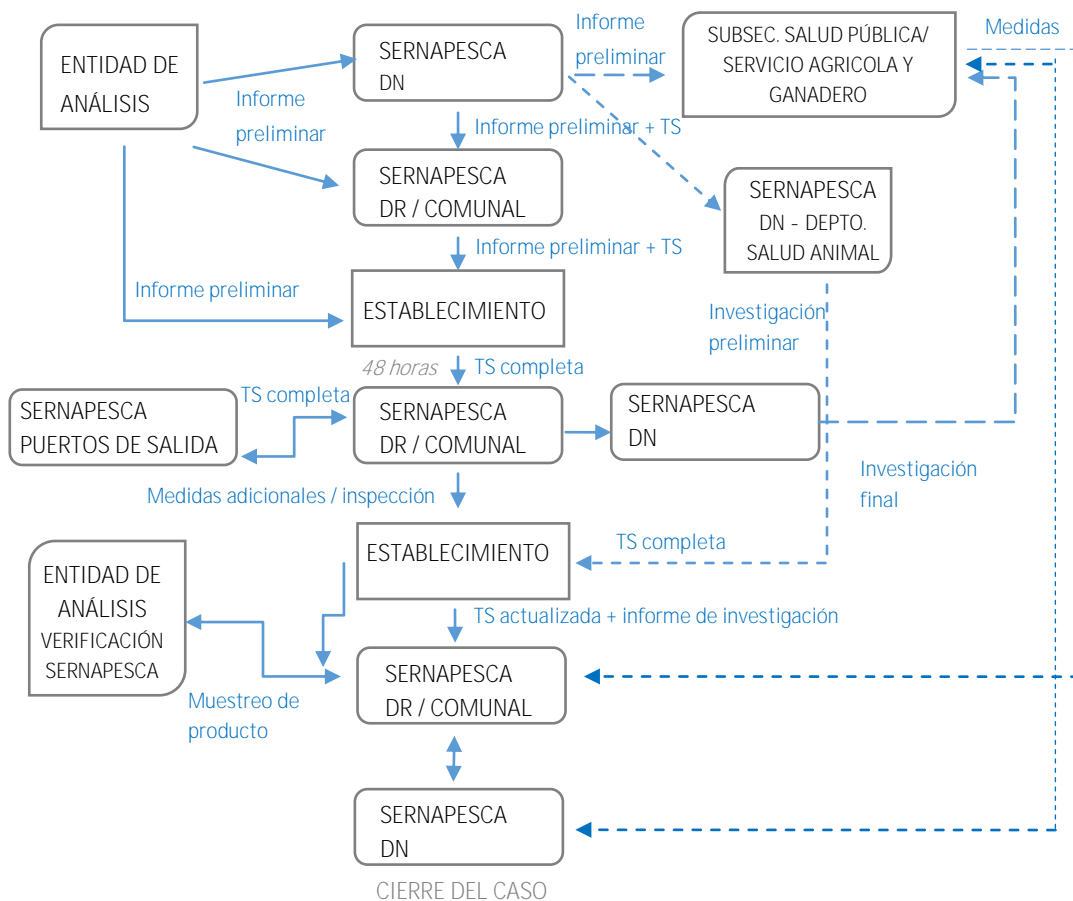 ENTIDAD DE
ANÁLISIS
SERNAPESCA
DN
Informe
preliminar
SUBSEC. SALUD PÚBLICA/
SERVICIO AGRICOLA Y
GANADERO
Medidas
Informe
preliminar
Informe preliminar + TS
SERNAPESCA
DR / COMUNAL
SERNAPESCA
DN - DEPTO.
SALUD ANIMAL
Informe preliminar + TS
Informe preliminar
ESTABLECIMIENTO
Investigación
preliminar
48 horas
TS completa
TS completa
SERNAPESCA
PUERTOS DE SALIDA
SERNAPESCA
DR / COMUNAL
SERNAPESCA
DN
Investigación
final
Medidas adicionales / inspección
ESTABLECIMIENTO
TS completa
ENTIDAD DE
ANÁLISIS
VERIFICACIÓN
SERNAPESCA
TS actualizada + informe de investigación
SERNAPESCA
DR / COMUNAL
Muestreo de
producto
SERNAPESCA
DN
CIERRE DEL CASO